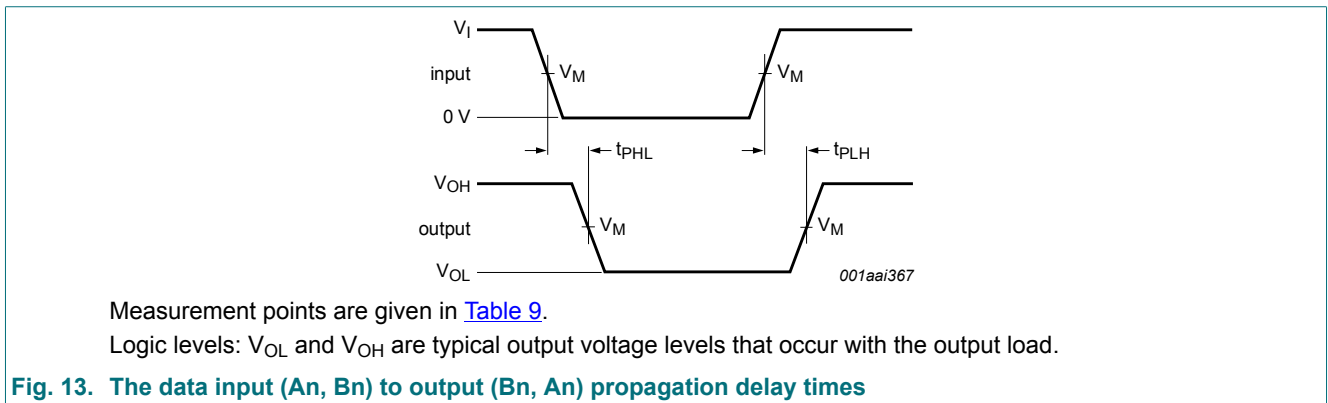 V_I
V_M V_M
input
0 V
t_PHL t_PLH
V_OH
V_M V_M
output
V_OL
001aai367
Measurement points are given in Table 9.
Logic levels: V_OL and V_OH are typical output voltage levels that occur with the output load.
Fig. 13. The data input (An, Bn) to output (Bn, An) propagation delay times